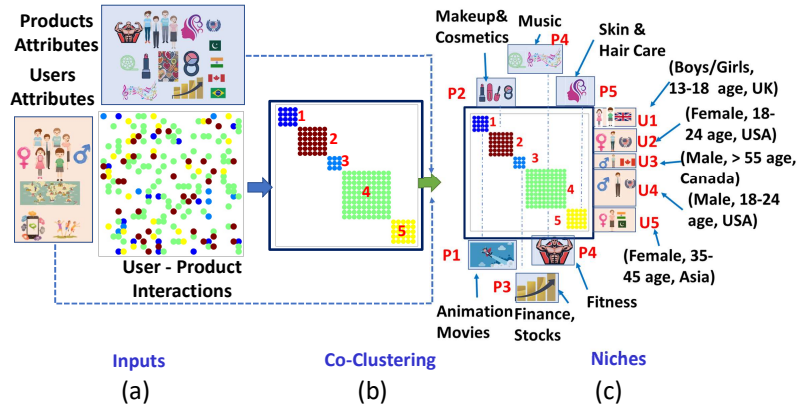 Products
Attributes
Users
Attributes
User - Product
Interactions
1
2
3
4
5
Makeup&
Cosmetics
Music
P4
Skin &
Hair Care
P2
P5
1
2
3
4
5
U1
U2
U3
U4
U5
(Boys/Girls,
13-18 age, UK)
(Female, 18-
24 age, USA)
(Male, > 55 age,
Canada)
(Male, 18-24
age, USA)
(Female, 35-
45 age, Asia)
P1
P4
P3
Animation
Movies
Finance,
Stocks
Fitness
Inputs
Co-Clustering
Niches
(a)
(b)
(c)